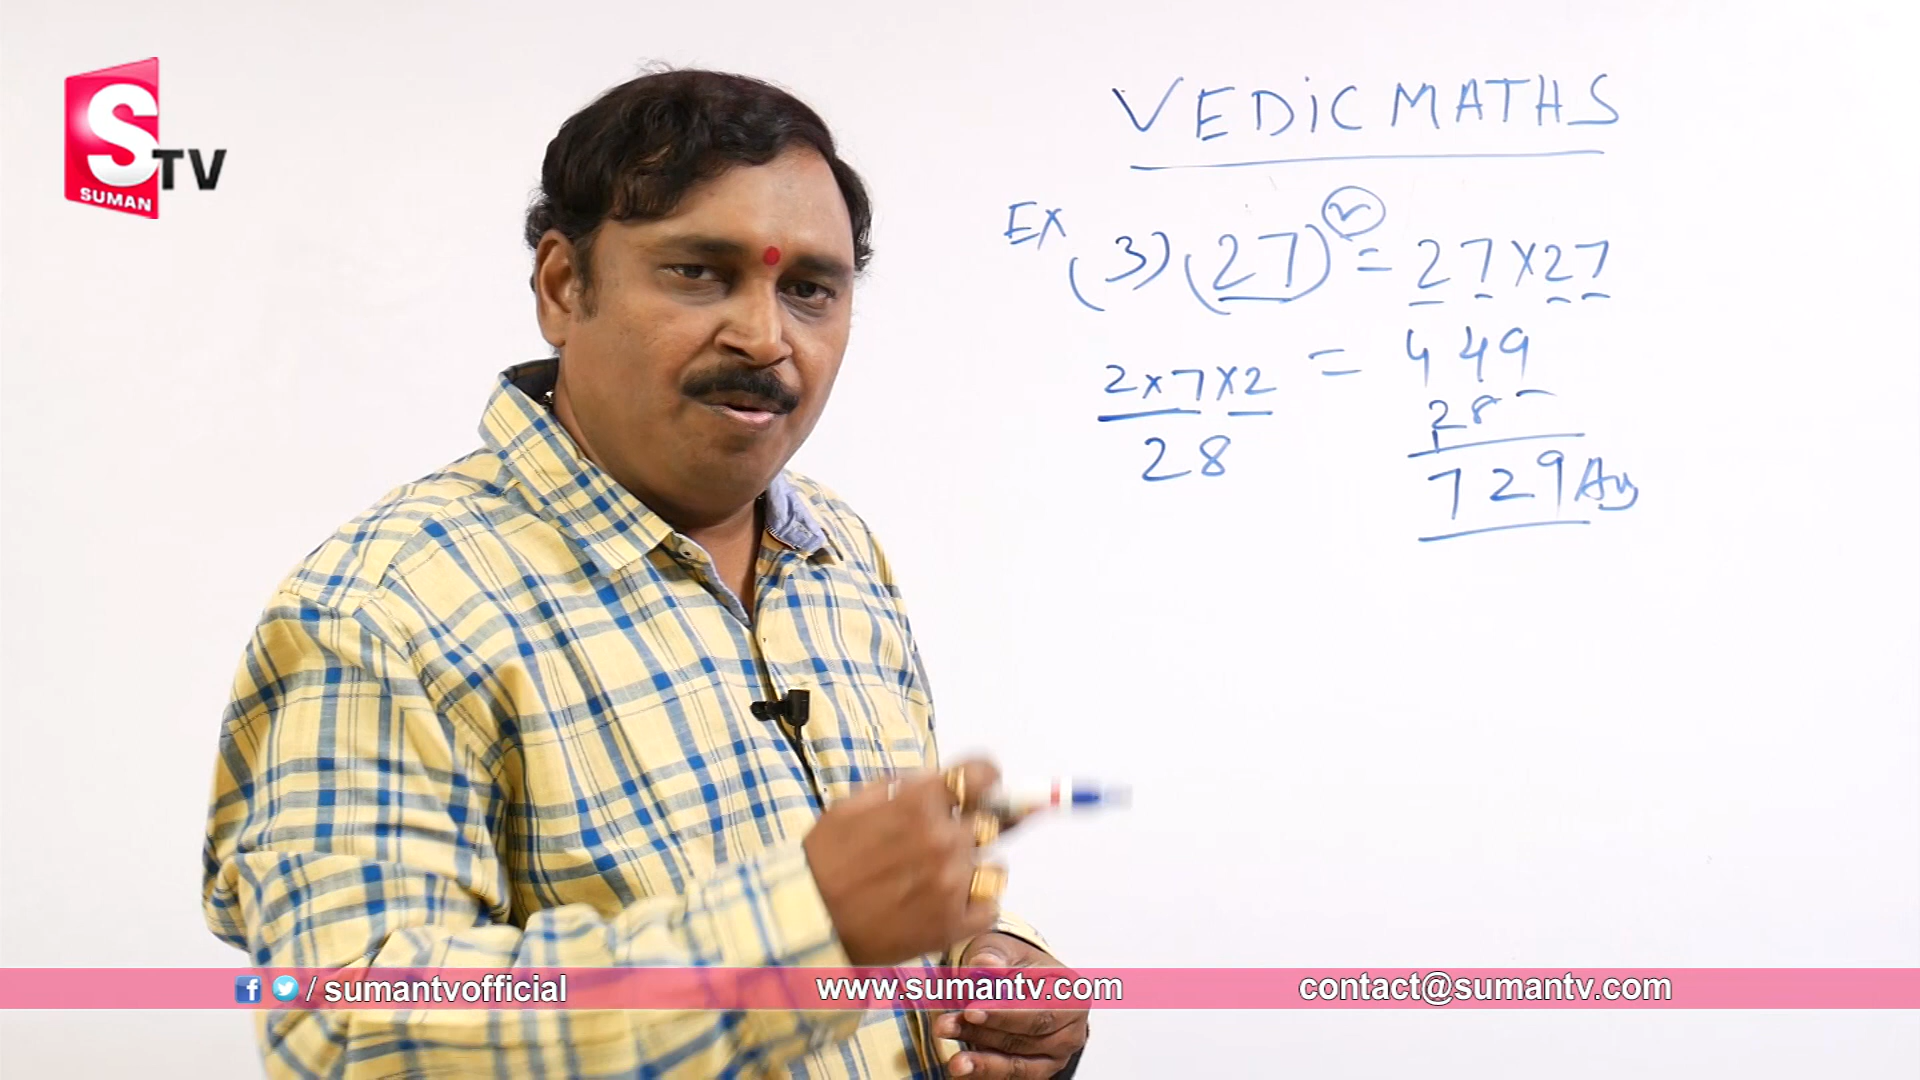 S
SUMAN
TV
VEDIC MATHS
Ex (3) (27)² = 27 x 27
2 x 7 x 2 = 449
28
28
729 Ans
/ sumantvofficial
www.sumantv.com
contact@sumantv.com